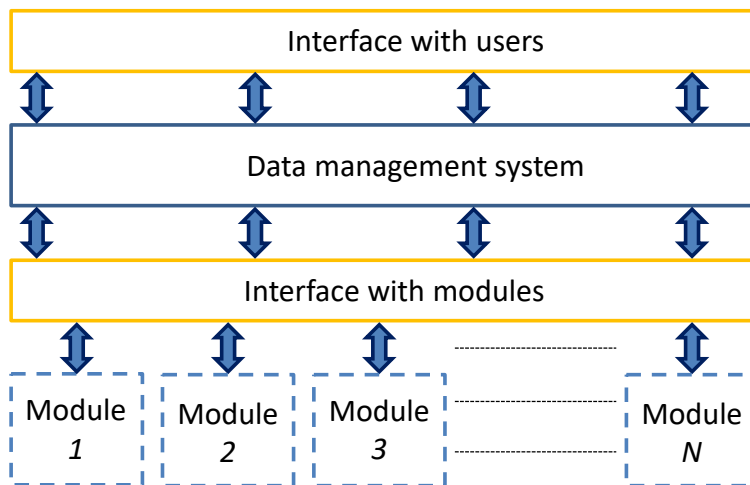 Interface with users
Data management system
Interface with modules
Module
1
Module
2
Module
3
Module
N